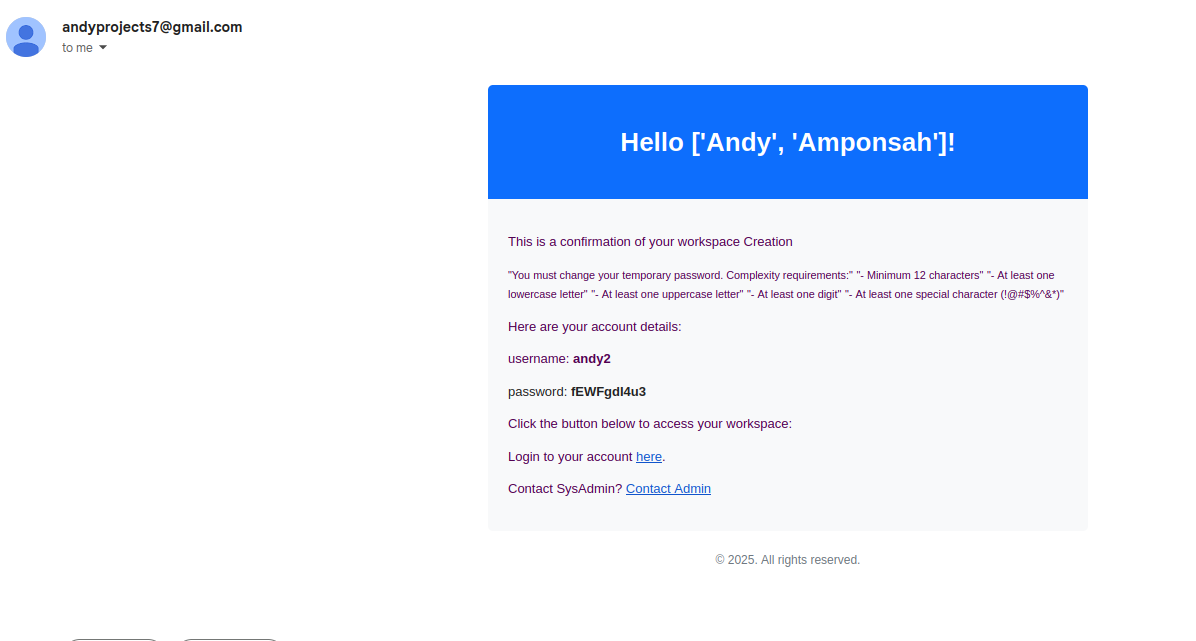 andyprojects7@gmail.com
to me
Hello ['Andy', 'Amponsah']!
This is a confirmation of your workspace Creation
"You must change your temporary password. Complexity requirements:" "- Minimum 12 characters" "- At least one
lowercase letter" "- At least one uppercase letter" "- At least one digit" "- At least one special character (!@#$%^&*)"
Here are your account details:
username: andy2
password: fEWFgdI4u3
Click the button below to access your workspace:
Login to your account here.
Contact SysAdmin? Contact Admin
© 2025. All rights reserved.